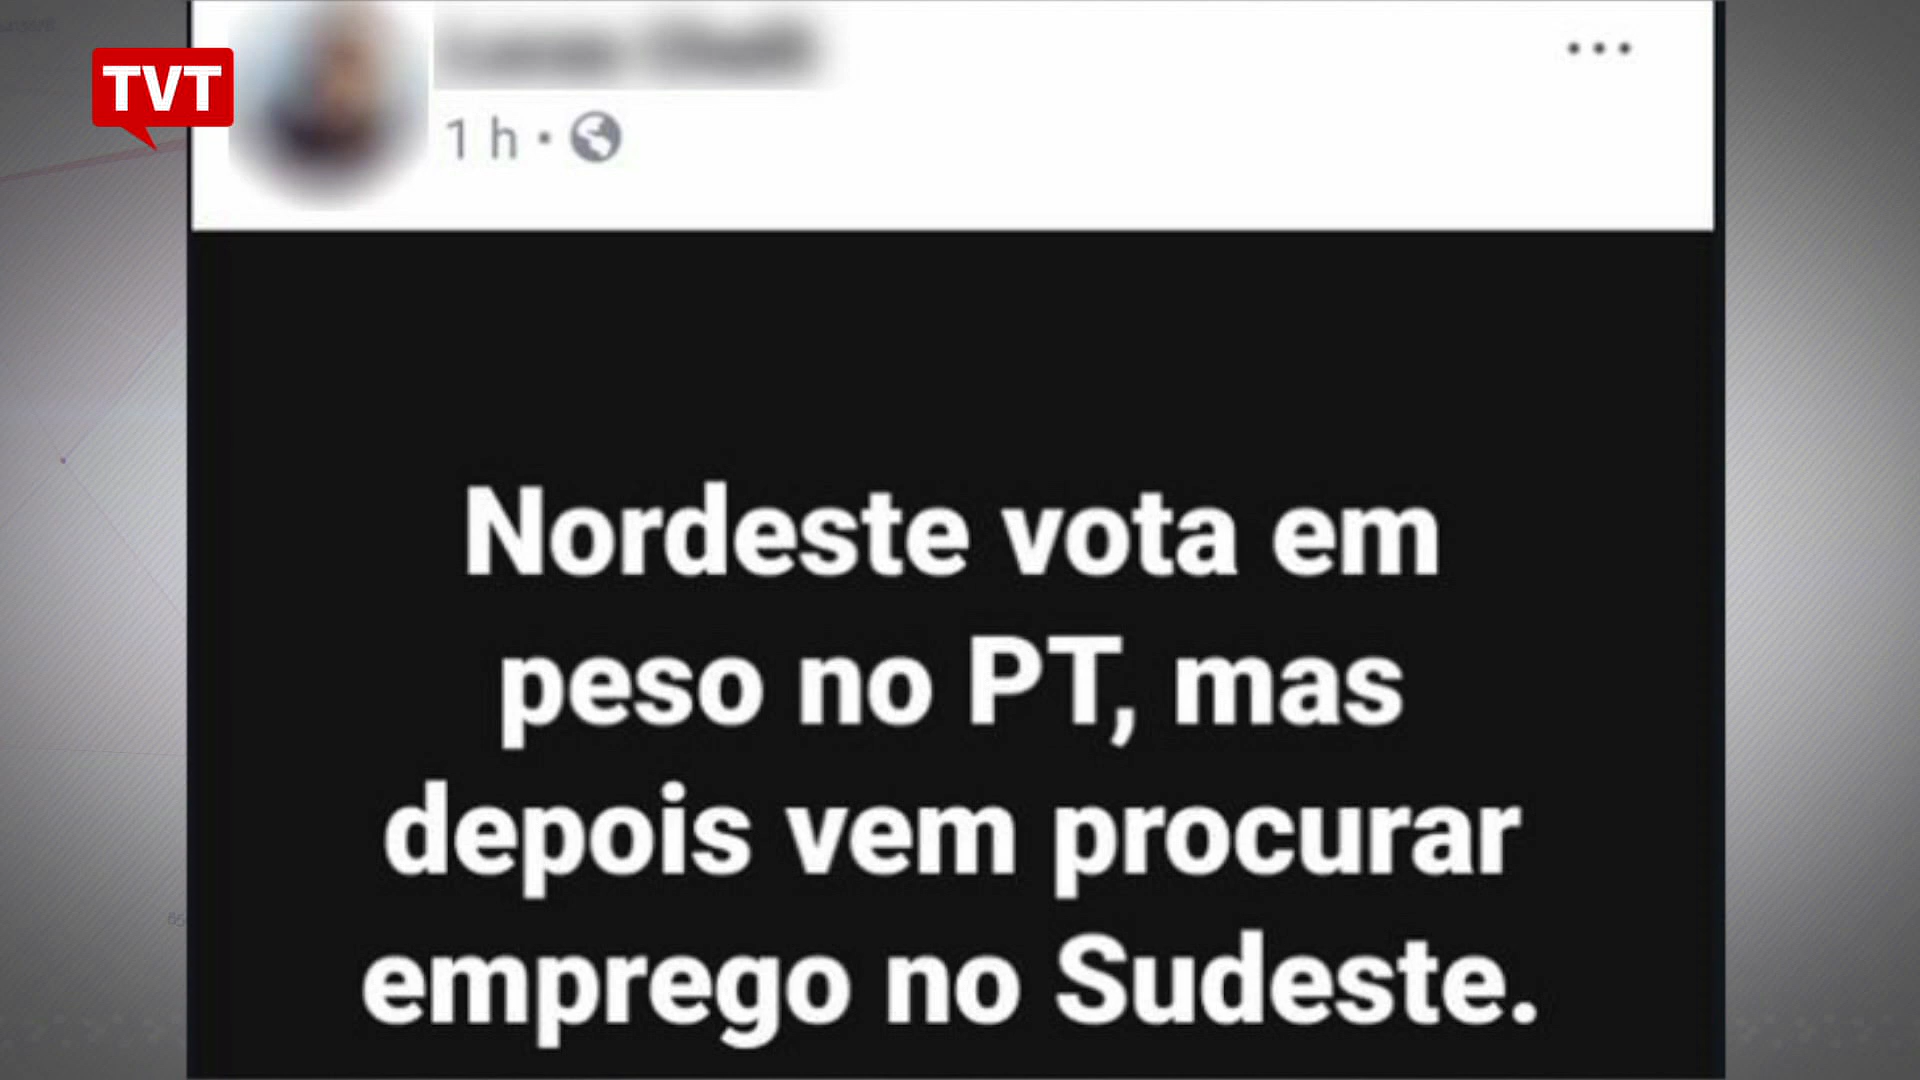 TVT
1 h
Nordeste vota em
peso no PT, mas
depois vem procurar
emprego no Sudeste.